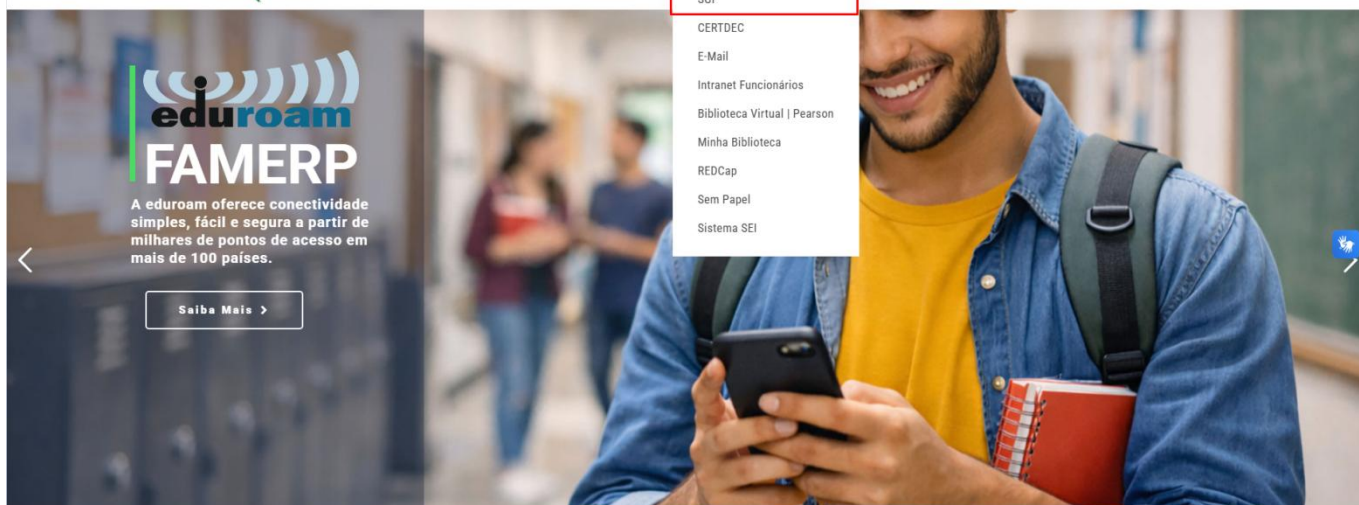 CERTDEC
E-Mail
Intranet Funcionários
Biblioteca Virtual | Pearson
Minha Biblioteca
REDCap
Sem Papel
Sistema SEI
eduroam
FAMERP
A eduroam oferece conectividade
simples, fácil e segura a partir de
milhares de pontos de acesso em
mais de 100 países.
Saiba Mais >